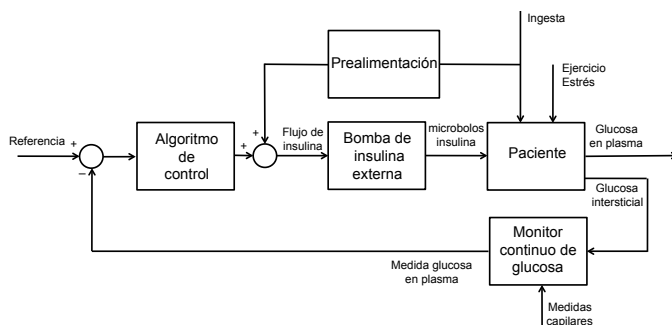 Ingesta
Prealimentación
Ejercicio
Estrés
Referencia
+
−
Algoritmo
de
control
+
+
Flujo de
insulina
Bomba de
insulina
externa
microbolos
insulina
Paciente
Glucosa
en plasma
Glucosa
intersticial
Monitor
continuo de
glucosa
Medida glucosa
en plasma
Medidas
capilares